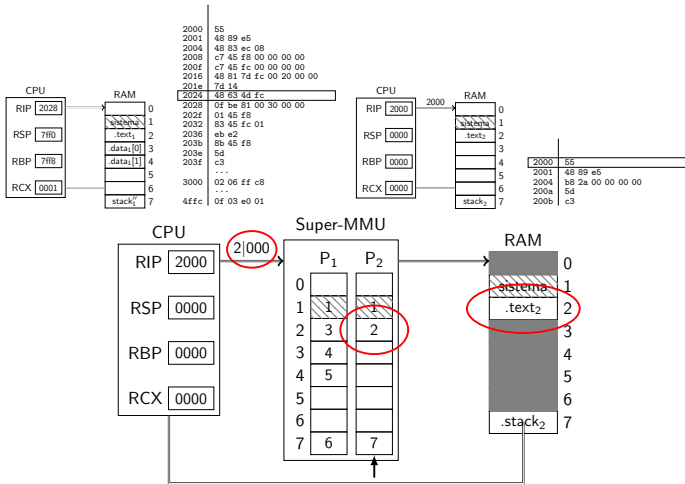 2000 55
2001 48 89 e5
2004 48 83 ec 08
2008 c7 45 f8 00 00 00 00
200f c7 45 fc 00 00 00 00
2016 48 81 7d fc 00 20 00 00
201e 7d 14
2024 48 63 4d fc
2028 0f be 81 00 30 00 00
202f 01 45 f8
2032 83 45 fc 01
2036 eb e2
203b 8b 45 f8
203e 5d
203f c3
...
3000 02 06 ff c8
...
4ffc 0f 03 e0 01
CPU
RIP 2028
RSP 7ff0
RBP 7ff8
RCX 0001
RAM
0
sistema 1
.text1 2
.data1[0] 3
.data1[1] 4
6
stack1'' 7
CPU
RIP 2000
RSP 0000
RBP 0000
RCX 0000
2000
RAM
0
sistema 1
.text2 2
3
4
6
stack2 7
2000 55
2001 48 89 e5
2004 b8 2a 00 00 00 00
200a 5d
200b c3
CPU
RIP 2000
RSP 0000
RBP 0000
RCX 0000
2|000
Super-MMU
P1 P2
0
1 1 1
2 3 2
3 4
4 5
5
6
7 6 7
RAM
0
sistema 1
.text2 2
3
4
5
6
.stack2 7